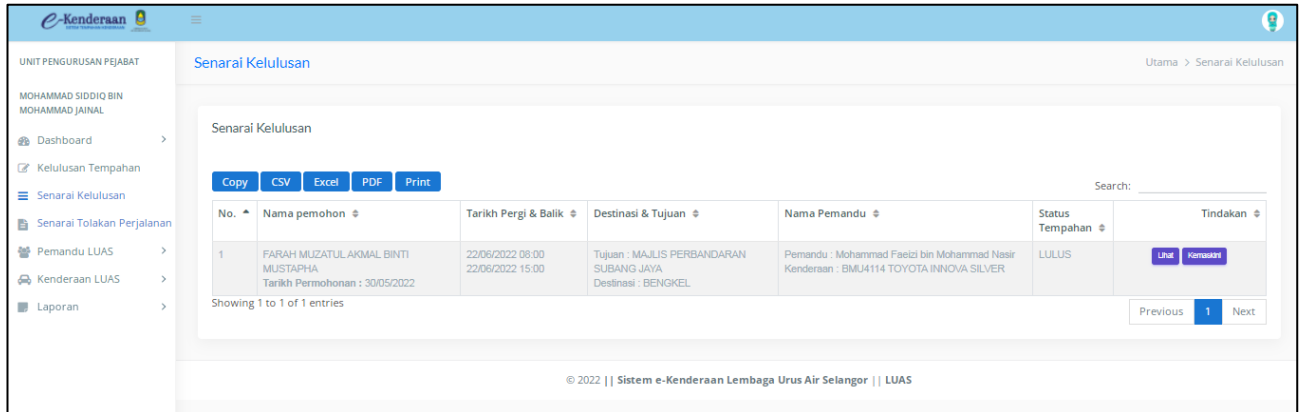 e-Kenderaan
UNIT PENGURUSAN PEJABAT
MOHAMMAD SIDDIQ BIN
MOHAMMAD JAINAL
Dashboard
Kelulusan Tempahan
Senarai Kelulusan
Senarai Tolakan Perjalanan
Pemandu LUAS
Kenderaan LUAS
Laporan
Senarai Kelulusan
Utama > Senarai Kelulusan
Senarai Kelulusan
Copy CSV Excel PDF Print
Search:
No. Nama pemohon Tarikh Pergi & Balik Destinasi & Tujuan Nama Pemandu Status Tempahan Tindakan
1 FARAH MUZATUL AKMAL BINTI 22/06/2022 08:00 Tujuan : MAJLIS PERBANDARAN Pemandu : Mohammad Faeizi bin Mohammad Nasir LULUS Lihat Kemaskini
MUSTAPHA 22/06/2022 15:00 SUBANG JAYA Kenderaan : BMU4114 TOYOTA INNOVA SILVER
Tarikh Permohonan : 30/05/2022 Destinasi : BENGKEL
Showing 1 to 1 of 1 entries
Previous 1 Next
© 2022 || Sistem e-Kenderaan Lembaga Urus Air Selangor || LUAS